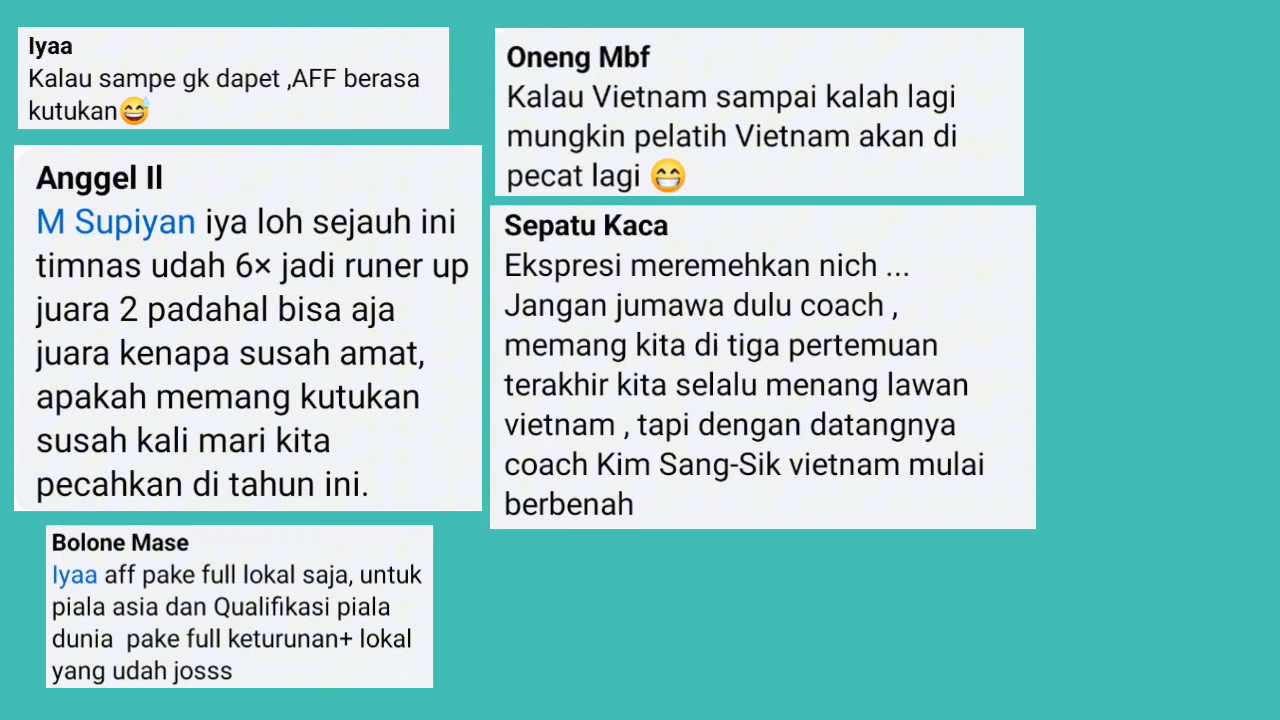 Iyaa
Kalau sampe gk dapet ,AFF berasa
kutukan😅
Anggel Il
M Supiyan iya loh sejauh ini
timnas udah 6× jadi runer up
juara 2 padahal bisa aja
juara kenapa susah amat,
apakah memang kutukan
susah kali mari kita
pecahkan di tahun ini.
Bolone Mase
Iyaa aff pake full lokal saja, untuk
piala asia dan Qualifikasi piala
dunia  pake full keturunan+ lokal
yang udah josss
Oneng Mbf
Kalau Vietnam sampai kalah lagi
mungkin pelatih Vietnam akan di
pecat lagi 😁
Sepatu Kaca
Ekspresi meremehkan nich ...
Jangan jumawa dulu coach ,
memang kita di tiga pertemuan
terakhir kita selalu menang lawan
vietnam , tapi dengan datangnya
coach Kim Sang-Sik vietnam mulai
berbenah